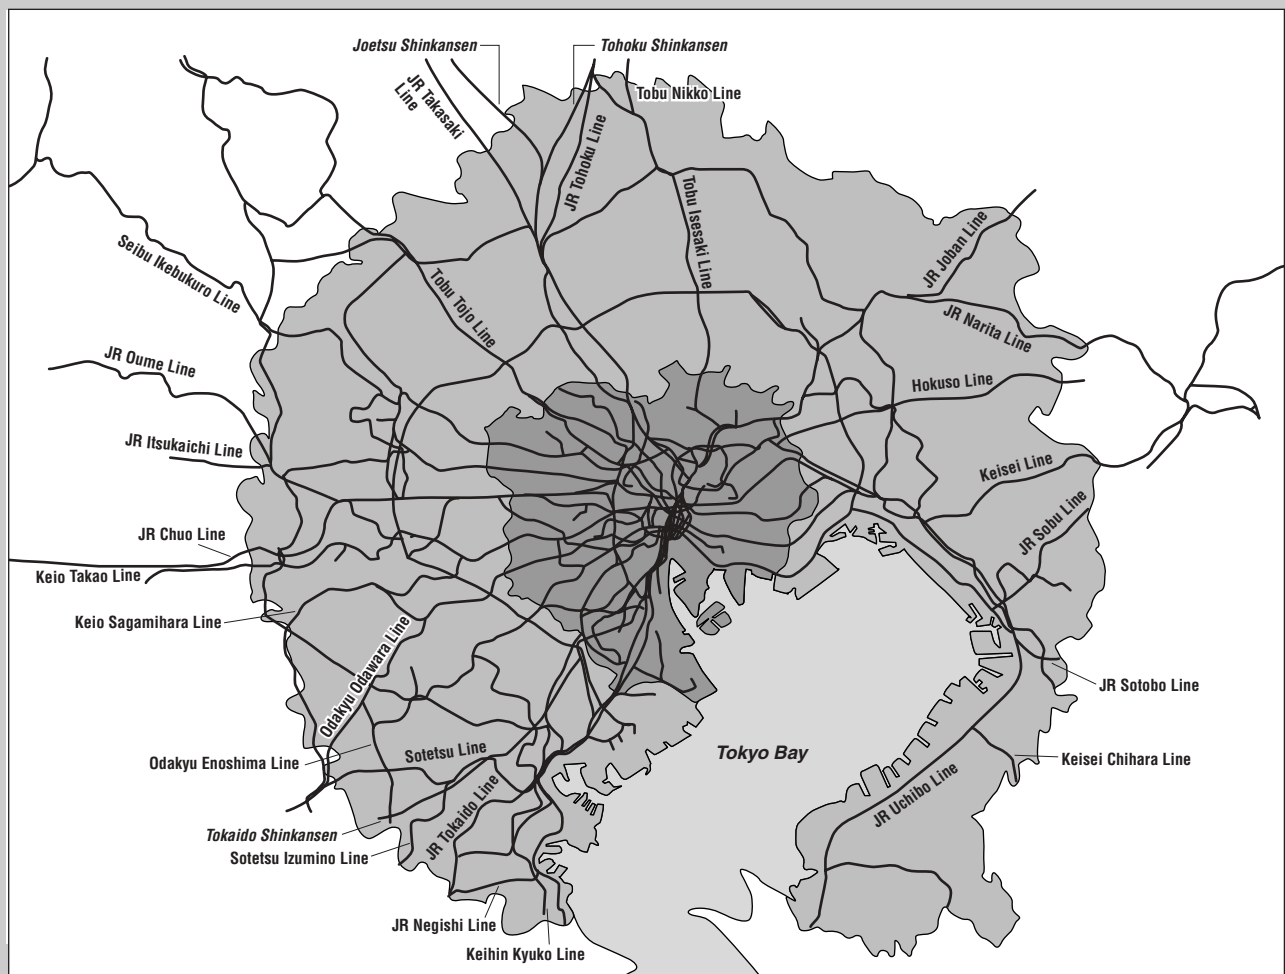 Joetsu Shinkansen
Tohoku Shinkansen
JR Takasaki
Line
Tobu Nikko Line
JR Tohoku Line
Tobu Isesaki Line
JR Joban Line
Seibu Ikebukuro Line
Tobu Tojo Line
JR Narita Line
JR Oume Line
Hokuso Line
JR Itsukaichi Line
Keisei Line
JR Sobu Line
JR Chuo Line
Keio Takao Line
Keio Sagamihara Line
Odakyu Odawara Line
JR Sotobo Line
Odakyu Enoshima Line
Sotetsu Line
Tokyo Bay
Keisei Chihara Line
JR Uchibo Line
JR Tokaido Line
Tokaido Shinkansen
Sotetsu Izumino Line
JR Negishi Line
Keihin Kyuko Line